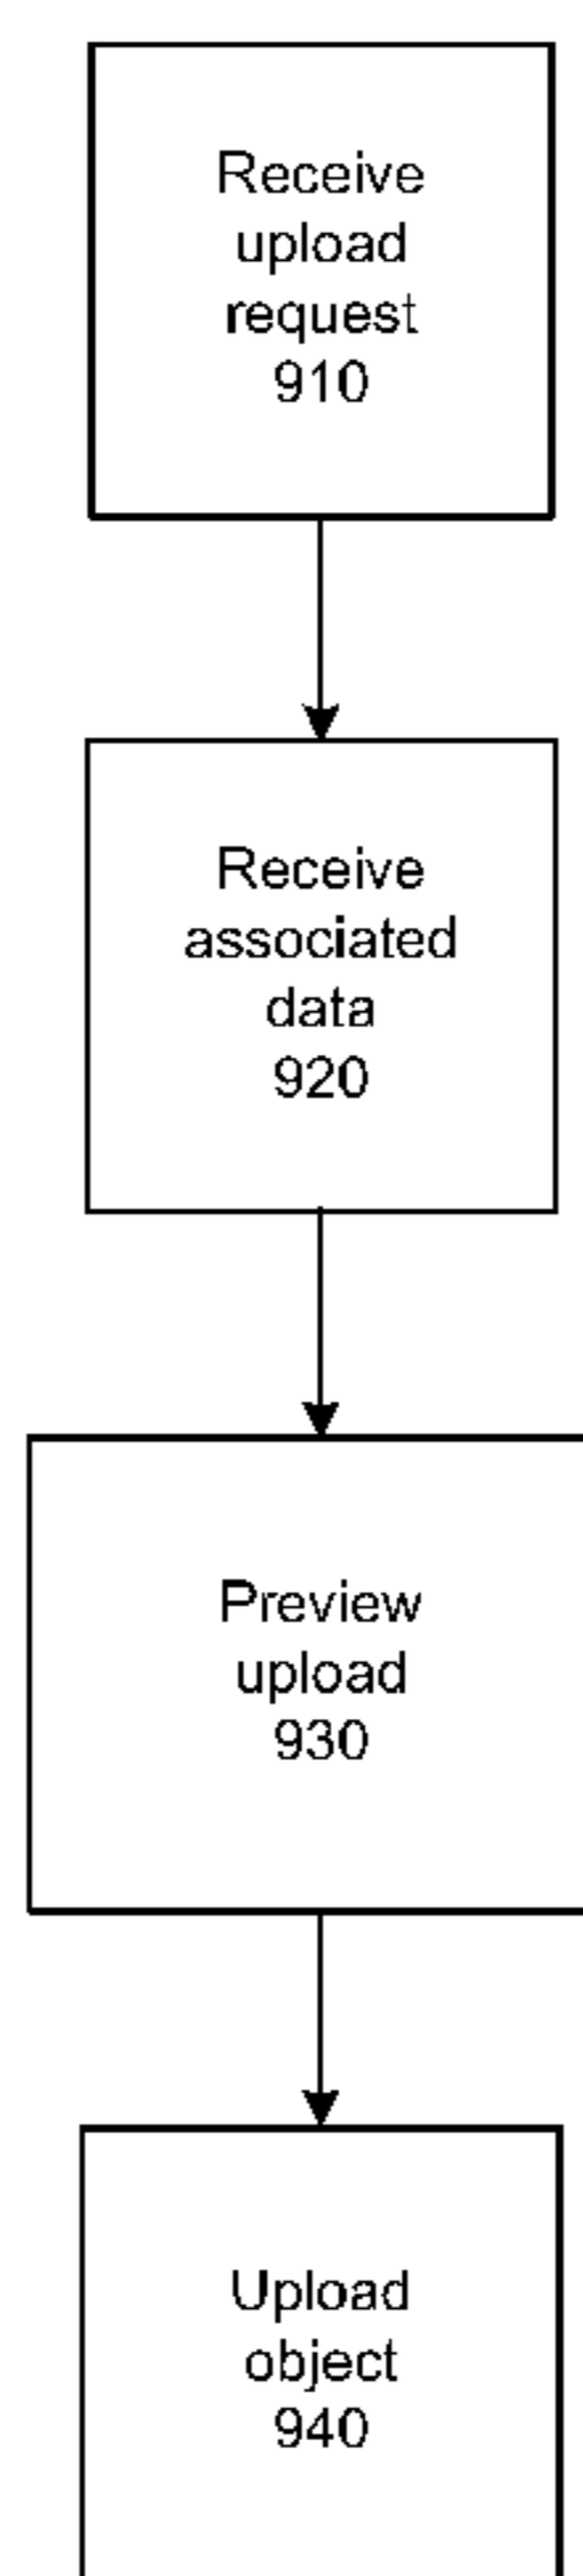 Receive
upload
request
910
Receive
associated
data
920
Preview
upload
930
Upload
object
940